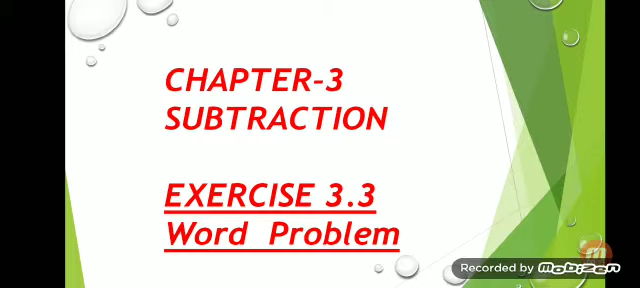 CHAPTER-3
SUBTRACTION
EXERCISE 3.3
Word Problem
Recorded by Mobizen